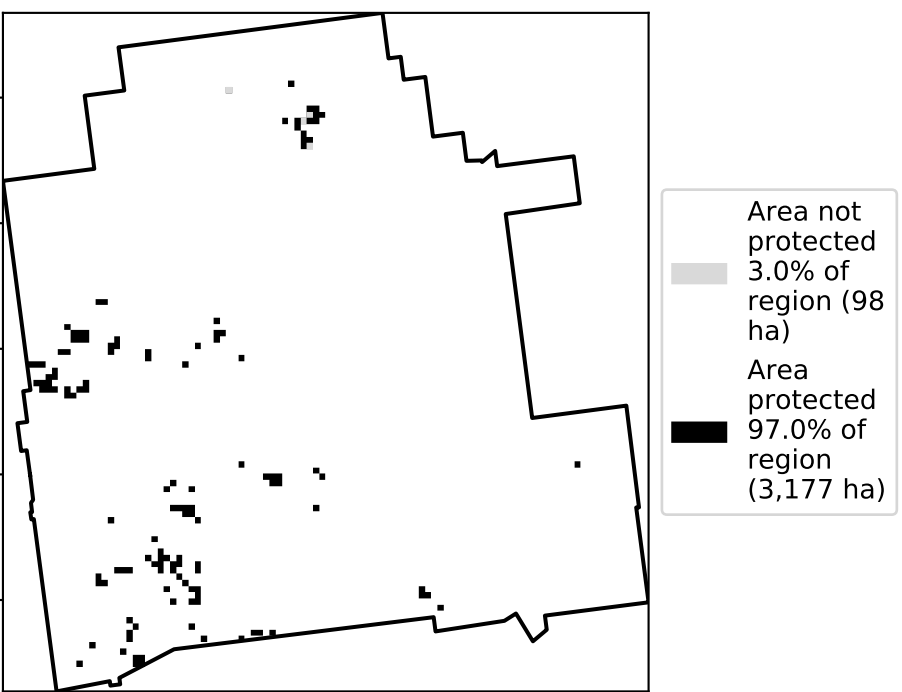 Area not
protected
3.0% of
region (98
ha)
Area
protected
97.0% of
region
(3,177 ha)